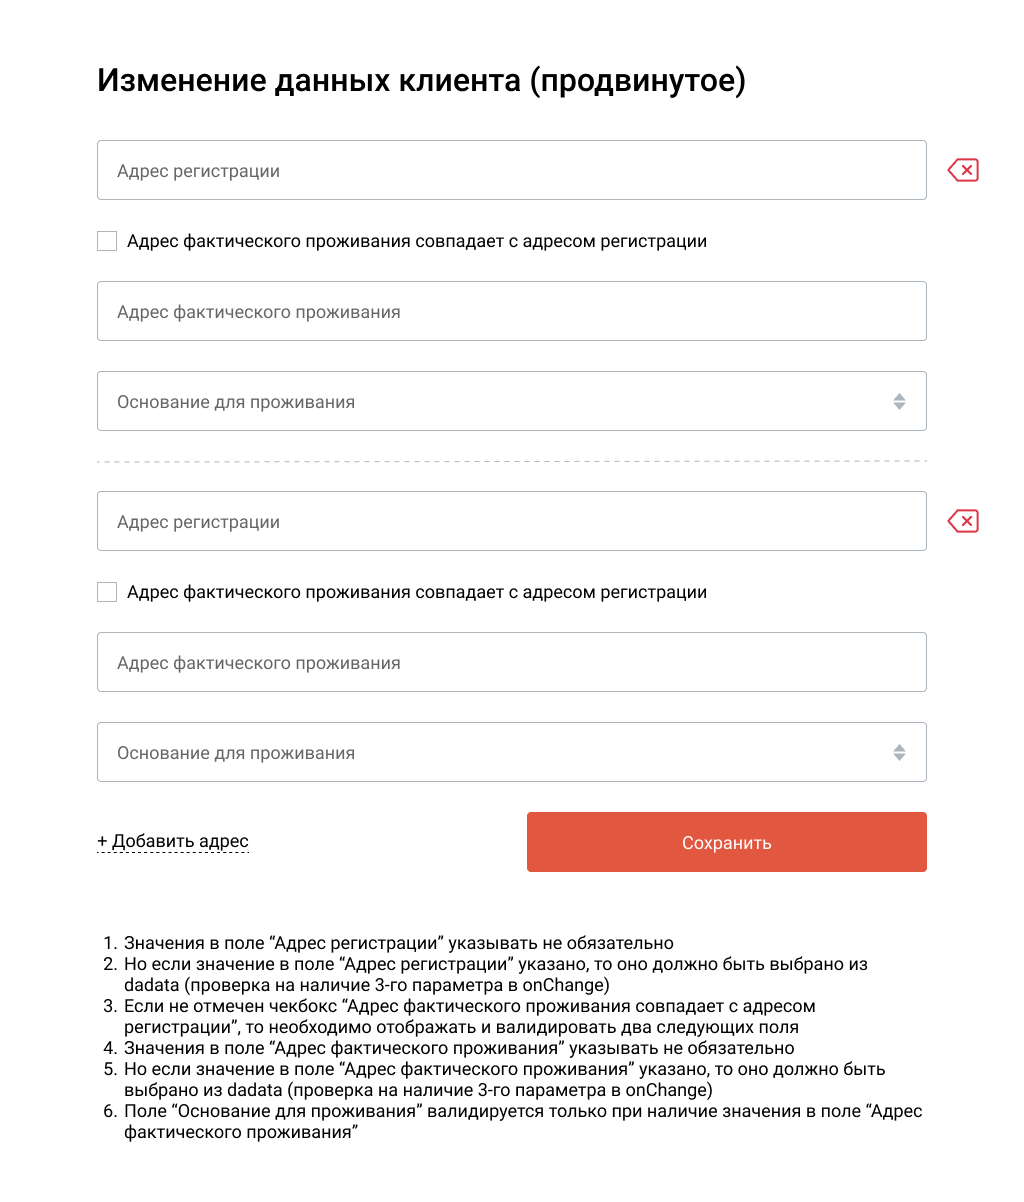 Изменение данных клиента (продвинутое)
Адрес регистрации
Адрес фактического проживания совпадает с адресом регистрации
Адрес фактического проживания
Основание для проживания
Адрес регистрации
Адрес фактического проживания совпадает с адресом регистрации
Адрес фактического проживания
Основание для проживания
+ Добавить адрес
Сохранить
1. Значения в поле “Адрес регистрации” указывать не обязательно
2. Но если значение в поле “Адрес регистрации” указано, то оно должно быть выбрано из
dadata (проверка на наличие 3-го параметра в onChange)
3. Если не отмечен чекбокс “Адрес фактического проживания совпадает с адресом
регистрации”, то необходимо отображать и валидировать два следующих поля
4. Значения в поле “Адрес фактического проживания” указывать не обязательно
5. Но если значение в поле “Адрес фактического проживания” указано, то оно должно быть
выбрано из dadata (проверка на наличие 3-го параметра в onChange)
6. Поле “Основание для проживания” валидируется только при наличие значения в поле “Адрес
фактического проживания”